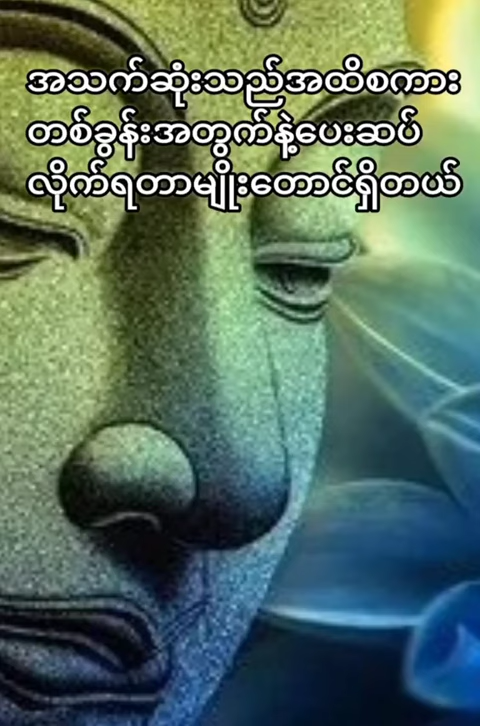 အသက်ဆုံးသည်အထိစကား
တစ်ခွန်းအတွက်နဲ့ပေးဆပ်
လိုက်ရတာမျိုးတောင်ရှိတယ်